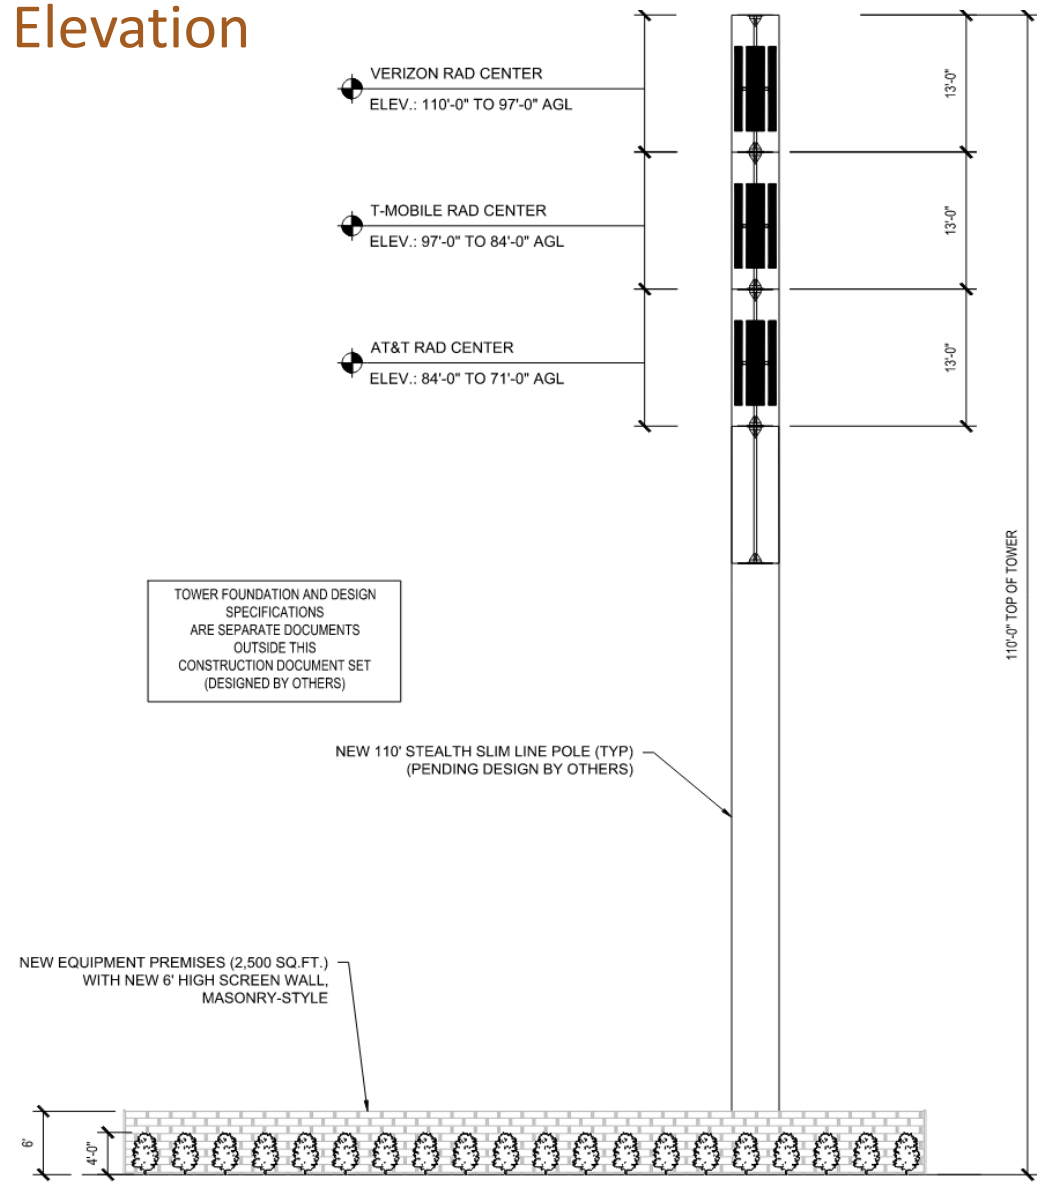 Elevation
VERIZON RAD CENTER
ELEV.: 110'-0" TO 97'-0" AGL
13'-0"
T-MOBILE RAD CENTER
ELEV.: 97'-0" TO 84'-0" AGL
13'-0"
AT&T RAD CENTER
ELEV.: 84'-0" TO 71'-0" AGL
13'-0"
110'-0" TOP OF TOWER
TOWER FOUNDATION AND DESIGN
SPECIFICATIONS
ARE SEPARATE DOCUMENTS
OUTSIDE THIS
CONSTRUCTION DOCUMENT SET
(DESIGNED BY OTHERS)
NEW 110' STEALTH SLIM LINE POLE (TYP)
(PENDING DESIGN BY OTHERS)
NEW EQUIPMENT PREMISES (2,500 SQ.FT.)
WITH NEW 6' HIGH SCREEN WALL,
MASONRY-STYLE
6'
4'-0"